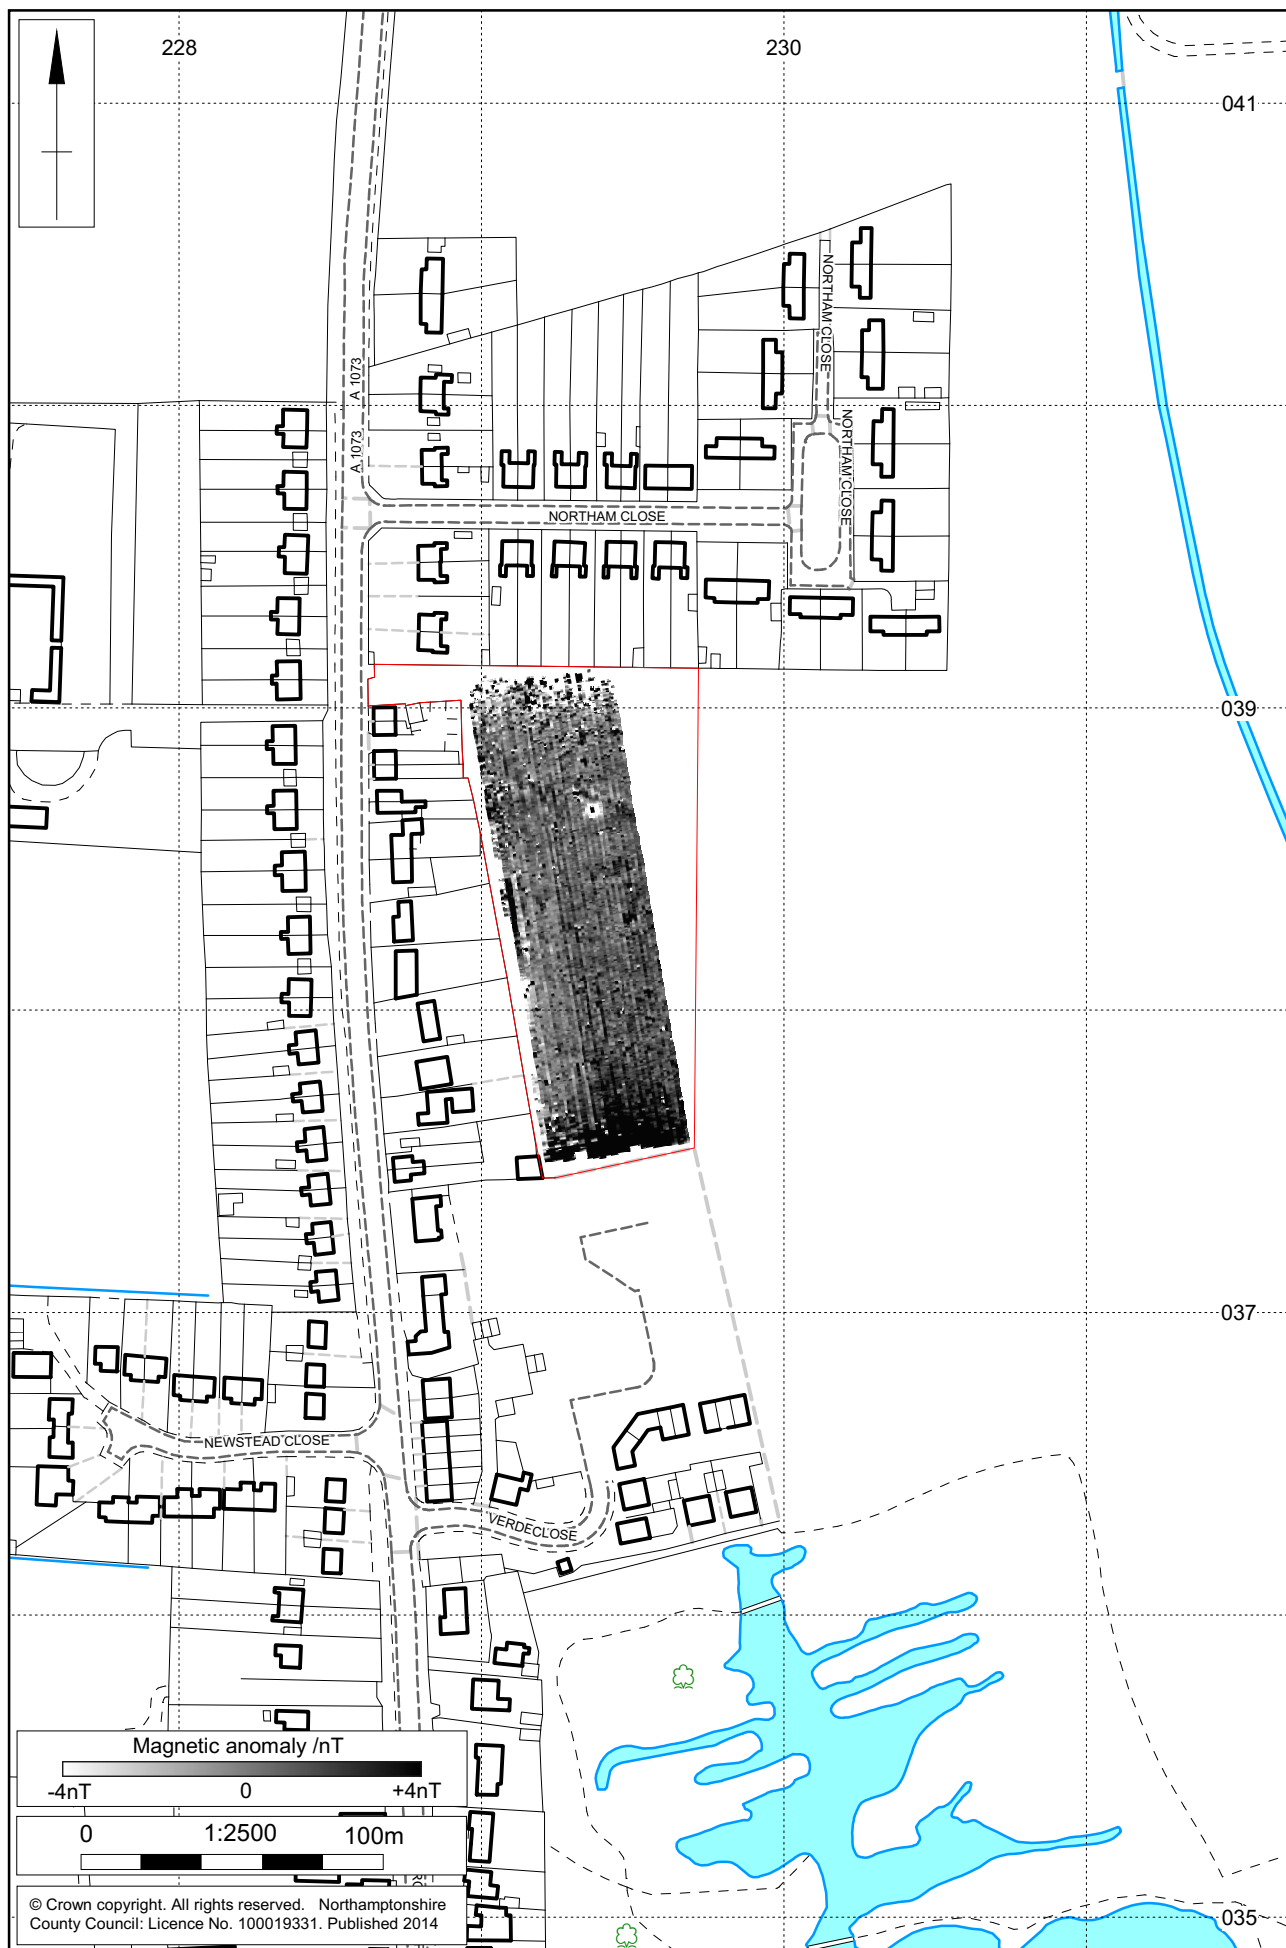 228
230
041
NORTHAM CLOSE
A 1073
A 1073
NORTHAM CLOSE
NORTHAM CLOSE
039
037
NEWSTEAD CLOSE
VERDECLOSE
Magnetic anomaly /nT
-4nT 0 +4nT
0 1:2500 100m
© Crown copyright. All rights reserved. Northamptonshire
County Council: Licence No. 100019331. Published 2014
035